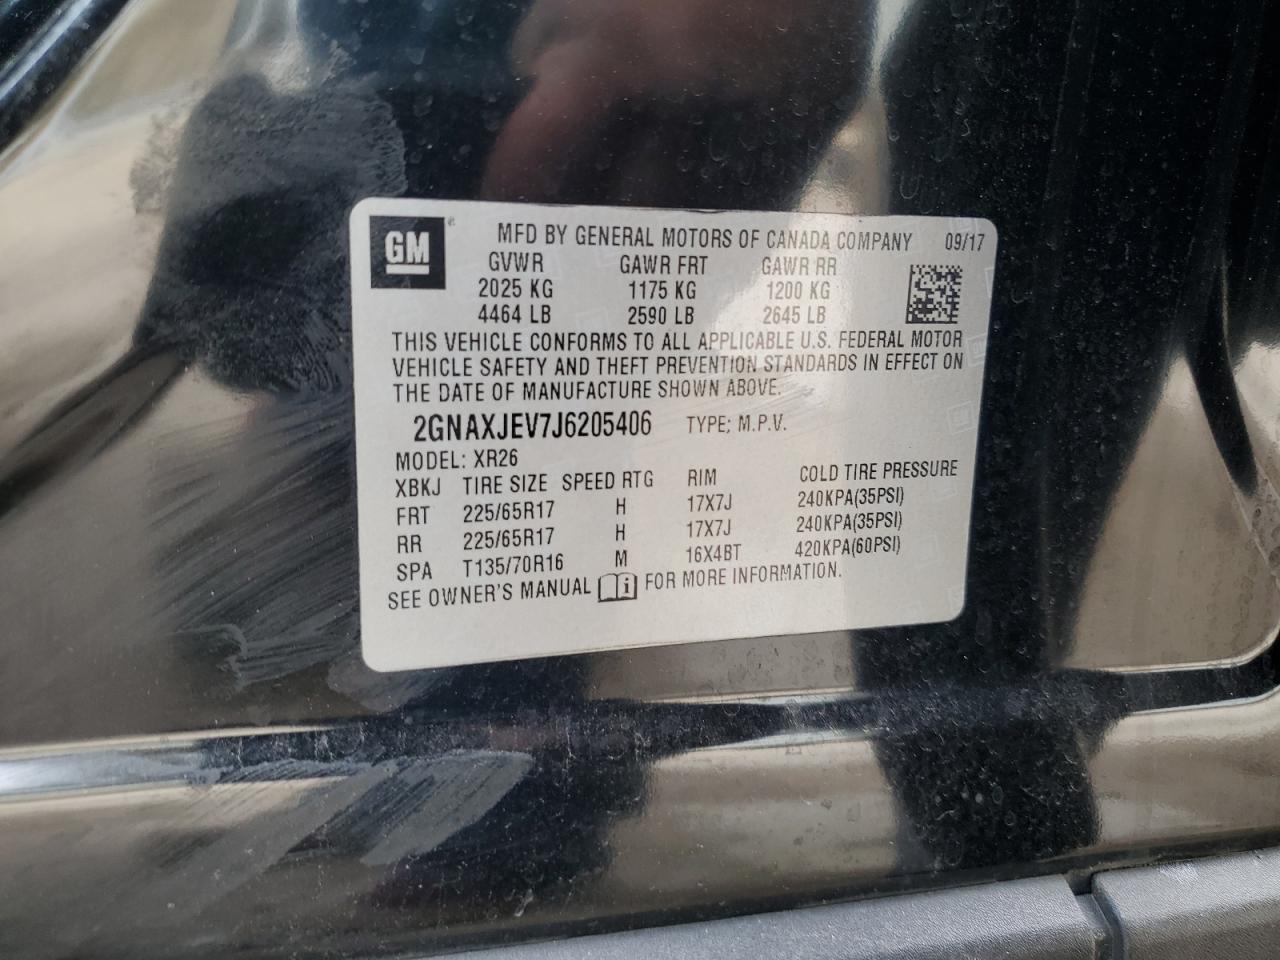 GM ® MFD BY GENERAL MOTORS OF CANADA COMPANY 09/17
GVWR GAWR FRT GAWR RR
2025 KG 1175 KG 1200 KG
4464 LB 2590 LB 2645 LB
THIS VEHICLE CONFORMS TO ALL APPLICABLE U.S. FEDERAL MOTOR
VEHICLE SAFETY AND THEFT PREVENTION STANDARDS IN EFFECT ON
THE DATE OF MANUFACTURE SHOWN ABOVE.
2GNAXJEV7J6205406 TYPE; M.P.V.
MODEL: XR26
XBKJ TIRE SIZE SPEED RTG RIM COLD TIRE PRESSURE
FRT 225/65R17 H 17X7J 240KPA(35PSI)
RR 225/65R17 H 17X7J 240KPA(35PSI)
SPA T135/70R16 M 16X4BT 420KPA(60PSI)
SEE OWNER'S MANUAL i FOR MORE INFORMATION.